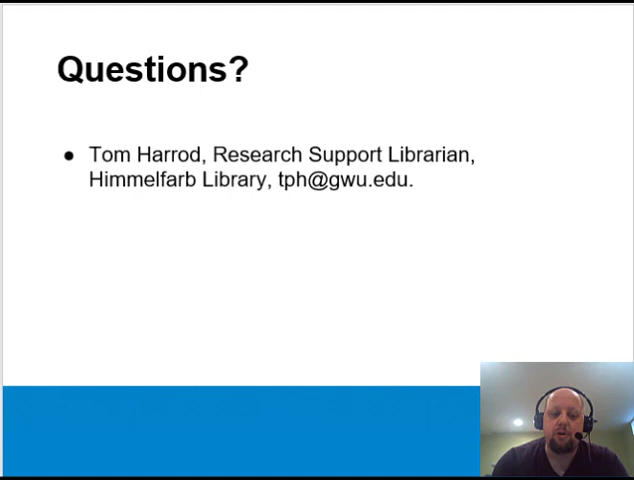 Questions?
● Tom Harrod, Research Support Librarian,
Himmelfarb Library, tph@gwu.edu.